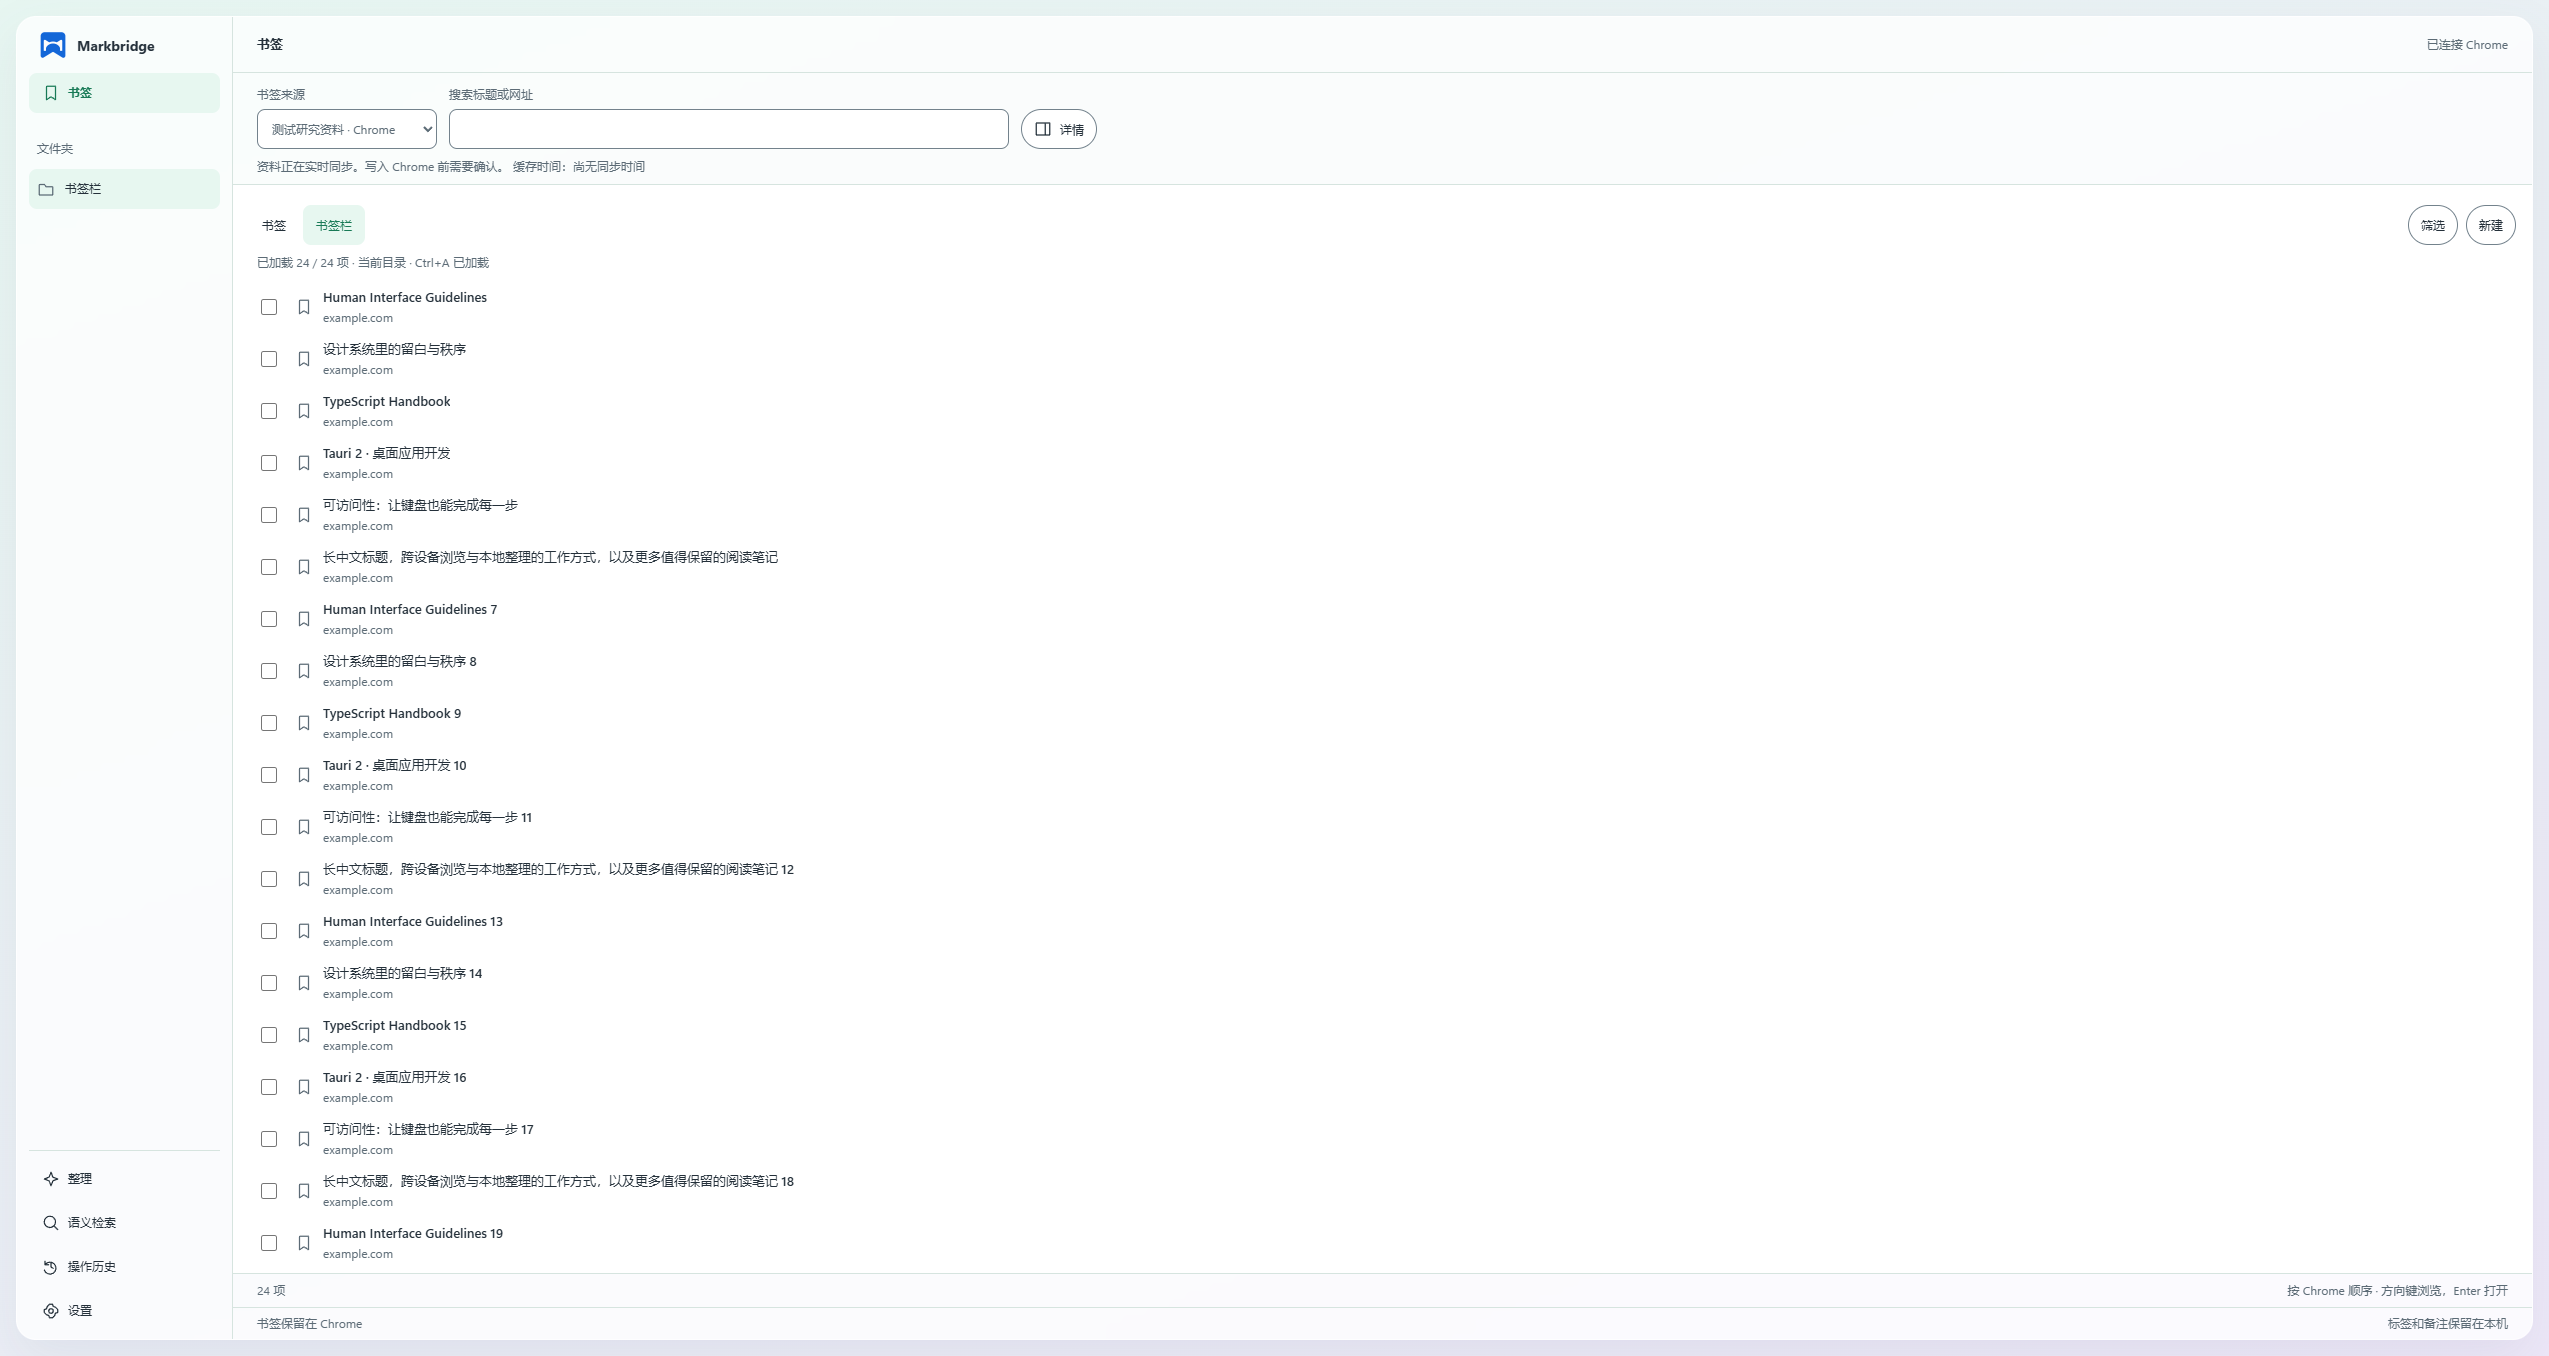 Markbridge
书签
文件夹
书签栏
整理
语义检索
操作历史
设置
书签
已连接 Chrome
书签来源
搜索标题或网址
测试研究资料 · Chrome
详情
资料正在实时同步。写入 Chrome 前需要确认。 缓存时间：尚无同步时间
书签
书签栏
筛选
新建
已加载 24 / 24 项 · 当前目录 · Ctrl+A 已加载
Human Interface Guidelines
example.com
设计系统里的留白与秩序
example.com
TypeScript Handbook
example.com
Tauri 2 · 桌面应用开发
example.com
可访问性：让键盘也能完成每一步
example.com
长中文标题，跨设备浏览与本地整理的工作方式，以及更多值得保留的阅读笔记
example.com
Human Interface Guidelines 7
example.com
设计系统里的留白与秩序 8
example.com
TypeScript Handbook 9
example.com
Tauri 2 · 桌面应用开发 10
example.com
可访问性：让键盘也能完成每一步 11
example.com
长中文标题，跨设备浏览与本地整理的工作方式，以及更多值得保留的阅读笔记 12
example.com
Human Interface Guidelines 13
example.com
设计系统里的留白与秩序 14
example.com
TypeScript Handbook 15
example.com
Tauri 2 · 桌面应用开发 16
example.com
可访问性：让键盘也能完成每一步 17
example.com
长中文标题，跨设备浏览与本地整理的工作方式，以及更多值得保留的阅读笔记 18
example.com
Human Interface Guidelines 19
example.com
24 项
按 Chrome 顺序 · 方向键浏览，Enter 打开
书签保留在 Chrome
标签和备注保留在本机